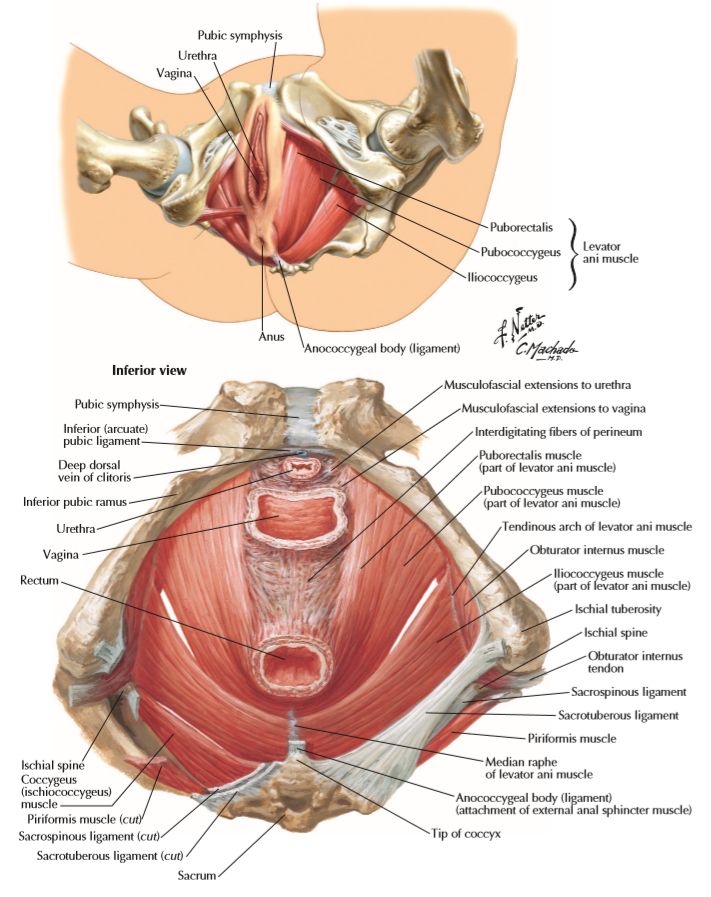 Pubic symphysis
Urethra
Vagina
Puborectalis
Pubococcygeus
Iliococcygeus
Levator
ani muscle
Anus
Anococcygeal body (ligament)
F. Netter
M.D.
C. Machado
M.D.
Inferior view
Pubic symphysis
Inferior (arcuate)
pubic ligament
Deep dorsal
vein of clitoris
Inferior pubic ramus
Urethra
Vagina
Rectum
Ischial spine
Coccygeus
(ischiococcygeus)
muscle
Piriformis muscle (cut)
Sacrospinous ligament (cut)
Sacrotuberous ligament (cut)
Sacrum
Musculofascial extensions to urethra
Musculofascial extensions to vagina
Interdigitating fibers of perineum
Puborectalis muscle
(part of levator ani muscle)
Pubococcygeus muscle
(part of levator ani muscle)
Tendinous arch of levator ani muscle
Obturator internus muscle
Iliococcygeus muscle
(part of levator ani muscle)
Ischial tuberosity
Ischial spine
Obturator internus
tendon
Sacrospinous ligament
Sacrotuberous ligament
Piriformis muscle
Median raphe
of levator ani muscle
Anococcygeal body (ligament)
(attachment of external anal sphincter muscle)
Tip of coccyx